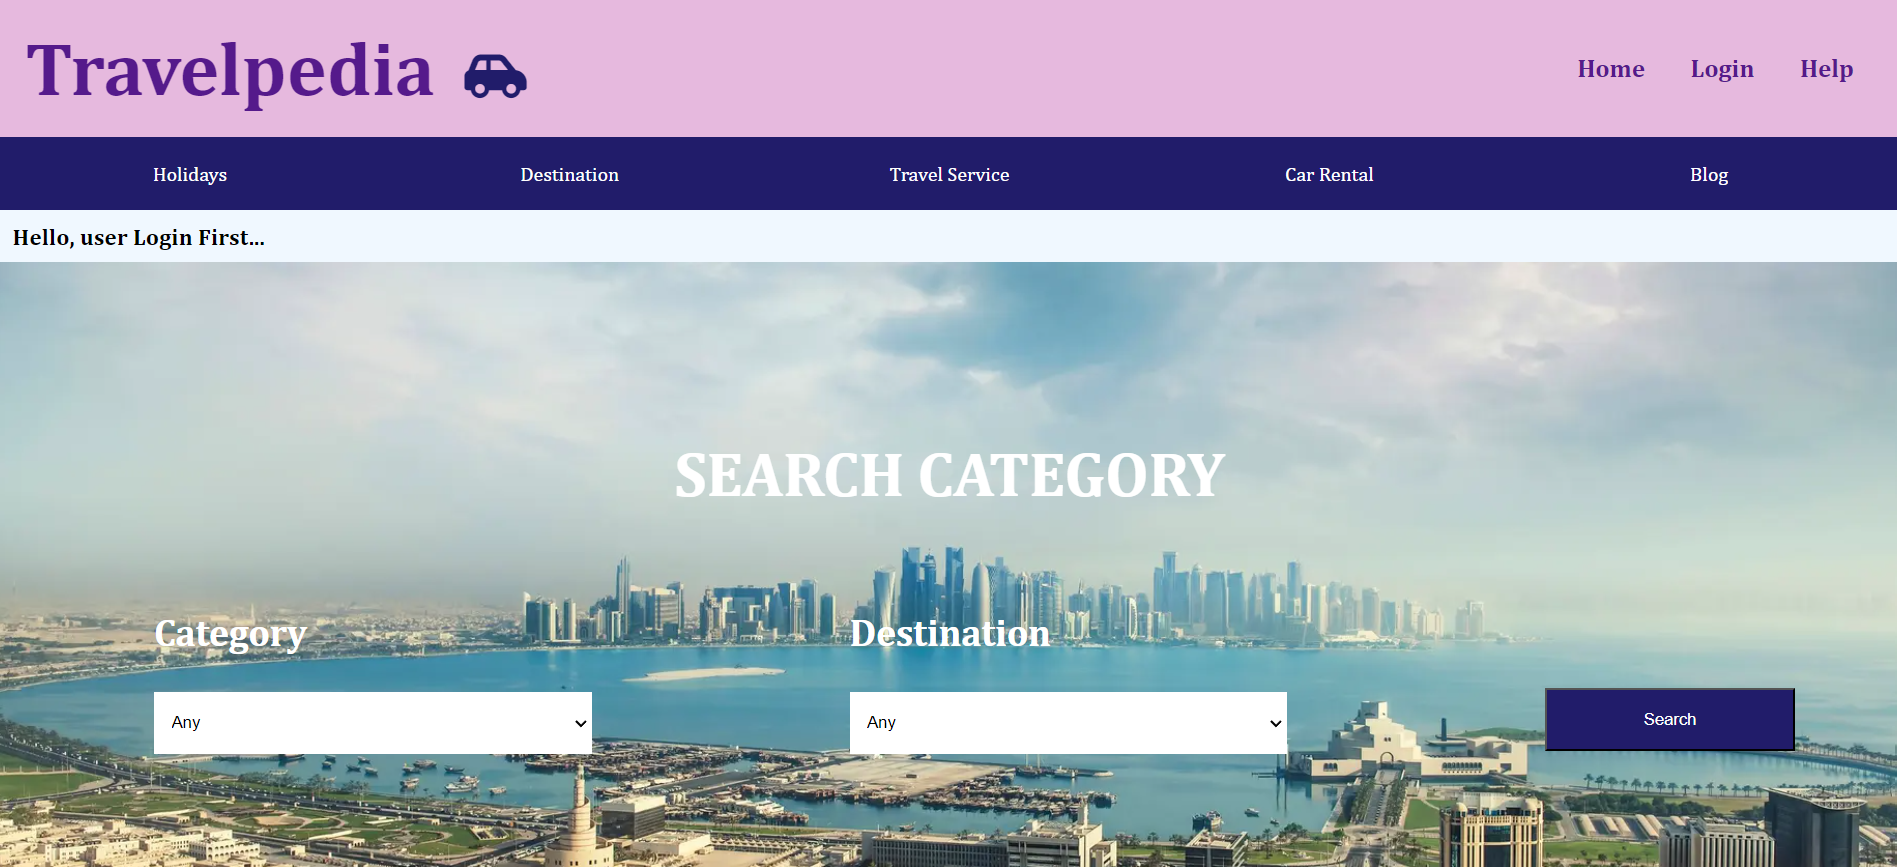 Travelpedia
Home Login Help
Holidays Destination Travel Service Car Rental Blog
Hello, user Login First...
SEARCH CATEGORY
Category Destination
Any Any Search